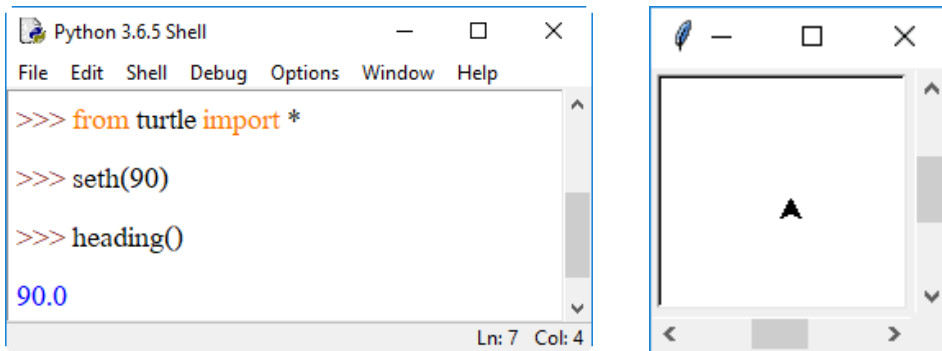 Python 3.6.5 Shell
File Edit Shell Debug Options Window Help
>>> from turtle import *
>>> seth(90)
>>> heading()
90.0
Ln: 7 Col: 4